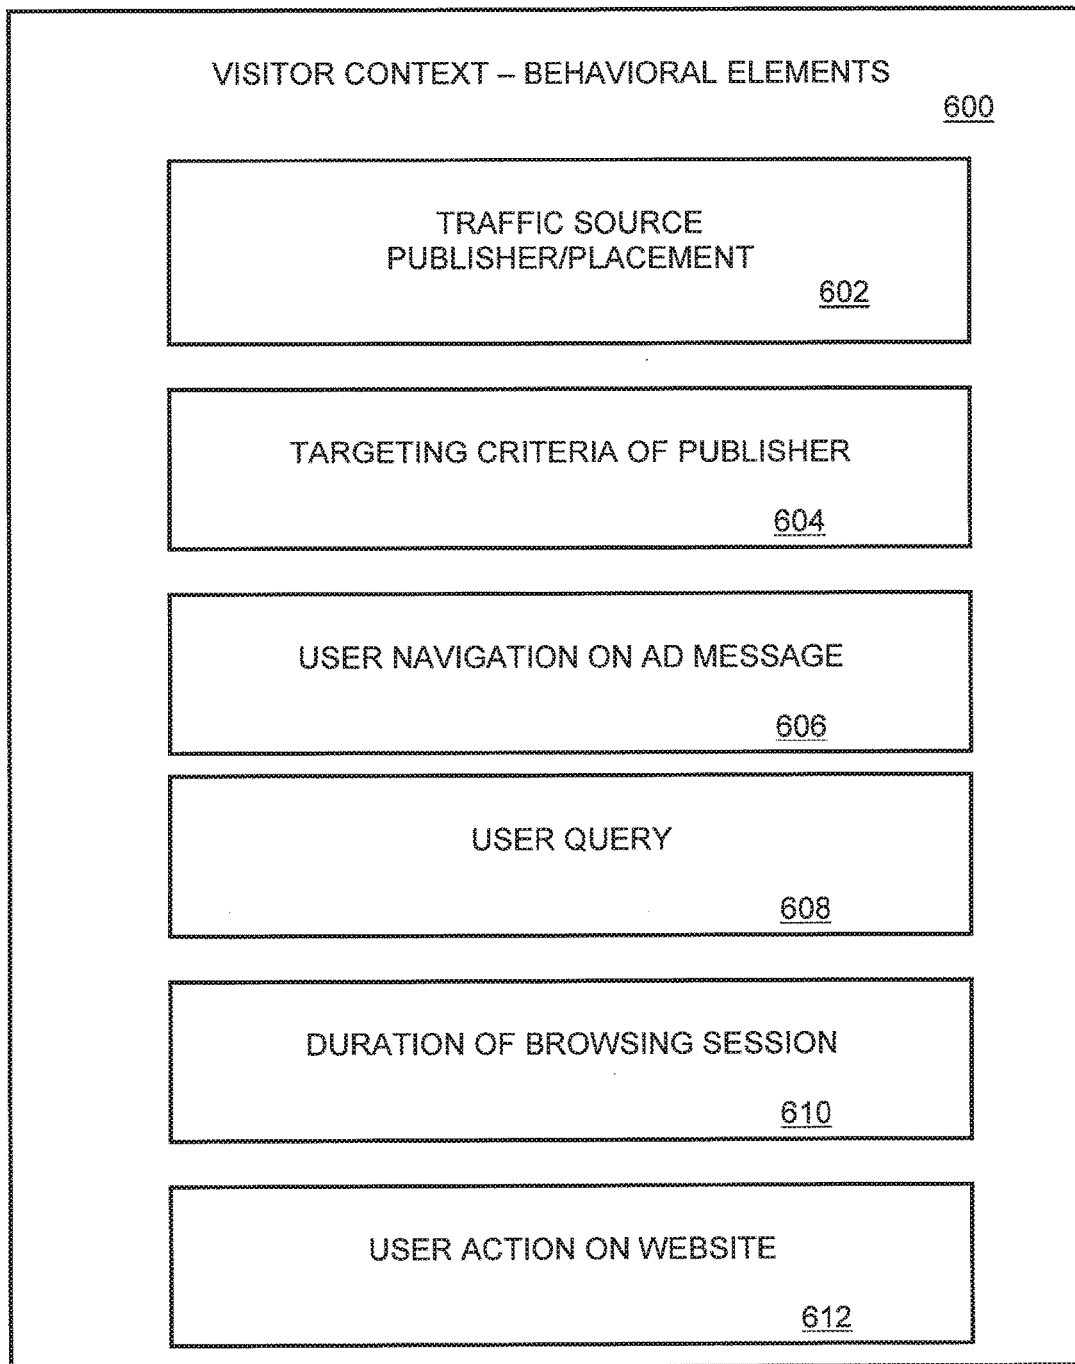 VISITOR CONTEXT – BEHAVIORAL ELEMENTS
600
TRAFFIC SOURCE
PUBLISHER/PLACEMENT
602
TARGETING CRITERIA OF PUBLISHER
604
USER NAVIGATION ON AD MESSAGE
606
USER QUERY
608
DURATION OF BROWSING SESSION
610
USER ACTION ON WEBSITE
612